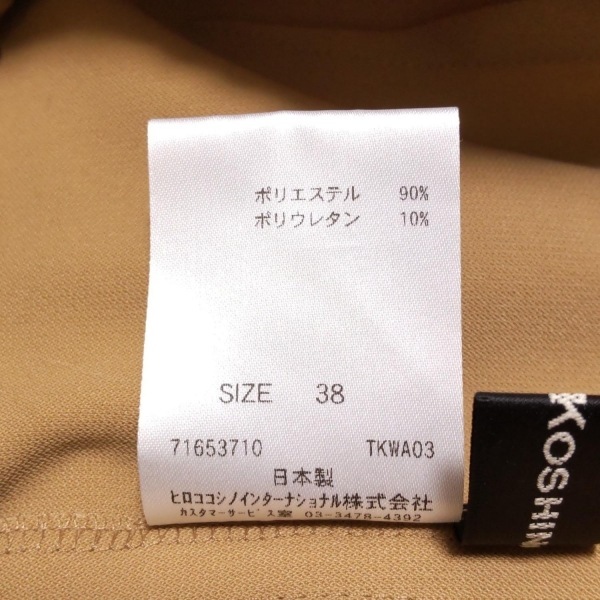 ポリエステル 90%
ポリウレタン 10%
SIZE 38
71653710 TKWA03
日本製
ヒロココシノインターナショナル株式会社
カスタマーサービス室 03-3478-4392
KOSHIN